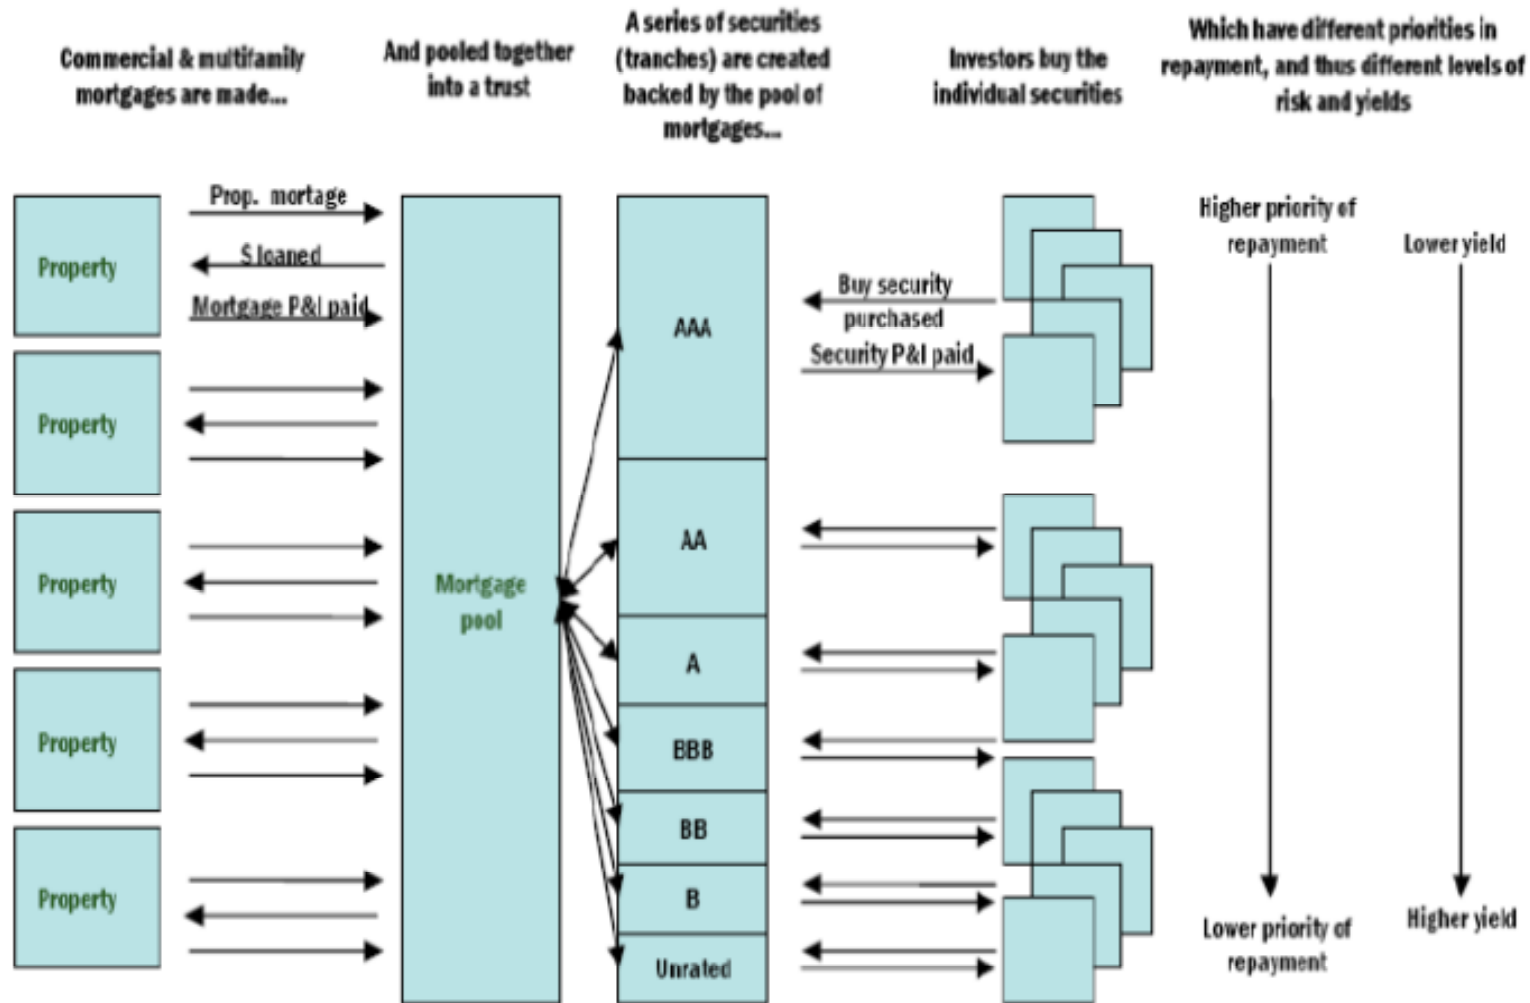 Commercial & multifamily
mortgages are made...
And pooled together
into a trust
A series of securities
(tranches) are created
backed by the pool of
mortgages...
Investors buy the
individual securities
Which have different priorities in
repayment, and thus different levels of
risk and yields
Prop. mortage
$ loaned
Mortgage P&I paid
Property
Property
Property
Property
Property
Mortgage
pool
AAA
AA
A
BBB
BB
B
Unrated
Buy security
purchased
Security P&I paid
Higher priority of
repayment
Lower yield
Lower priority of
repayment
Higher yield